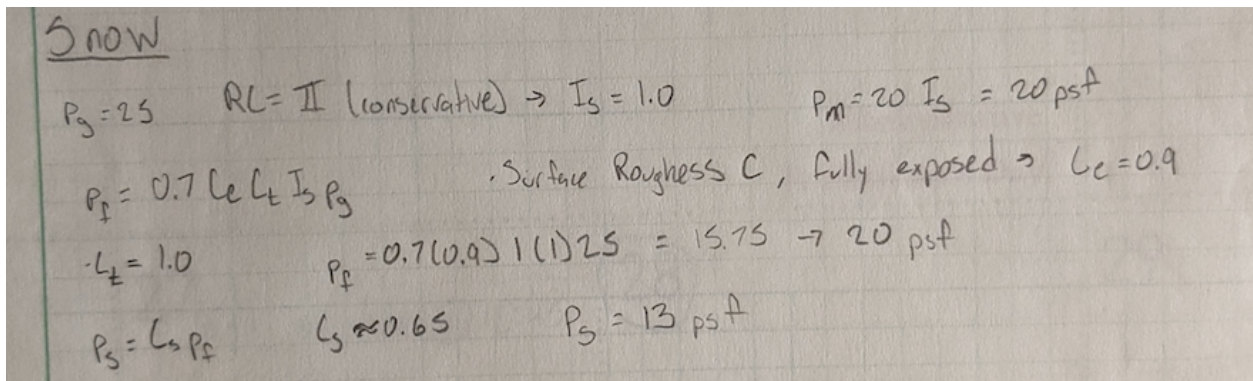 Snow
Pg = 25 RC = II (conservative) → Is = 1.0 Pm = 20 Is = 20 psf
Pf = 0.7 Ce Ct Is Pg · Surface Roughess C, fully exposed → Ce = 0.9
· Ct = 1.0 Pf = 0.7(0.9) 1 (1) 25 = 15.75 → 20 psf
Ps = Cs Pf Cs ≈ 0.65 Ps = 13 psf